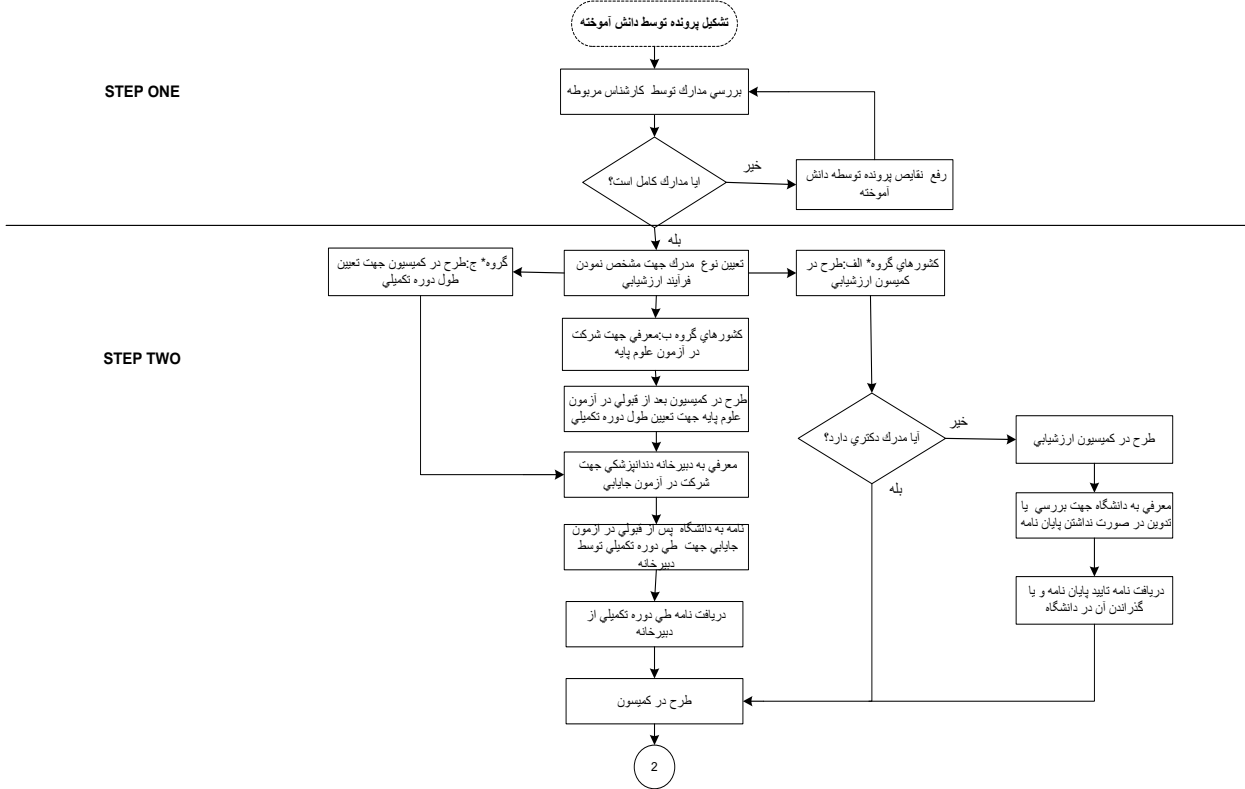 تشكيل پرونده توسط دانش آموخته
STEP ONE
بررسي مدارك توسط كارشناس مربوطه
ايا مدارك كامل است؟
خير
رفع نقايص پرونده توسطه دانش
آموخته
بله
گروه* ج:طرح در كميسيون جهت تعيين
طول دوره تكميلي
تعيين نوع مدرك جهت مشخص نمودن
فرآيند ارزشيابي
كشورهاي گروه* الف:طرح در
كميسون ارزشيابي
STEP TWO
كشورهاي گروه ب:معرفي جهت شركت
در آزمون علوم پايه
طرح در كميسيون بعد از قبولي در آزمون
علوم پايه جهت تعيين طول دوره تكميلي
آيا مدرك دكتري دارد؟
خير
بله
طرح در كميسيون ارزشيابي
معرفي به دبيرخانه دندانپزشكي جهت
شركت در آزمون جايابي
معرفي به دانشگاه جهت بررسي يا
تدوين در صورت نداشتن پايان نامه
نامه به دانشگاه پس از قبولي در ازمون
جايابي جهت طي دوره تكميلي توسط
دبيرخانه
دريافت نامه تاييد پايان نامه و يا
گذراندن آن در دانشگاه
دريافت نامه طي دوره تكميلي از
دبيرخانه
طرح در كميسون
2